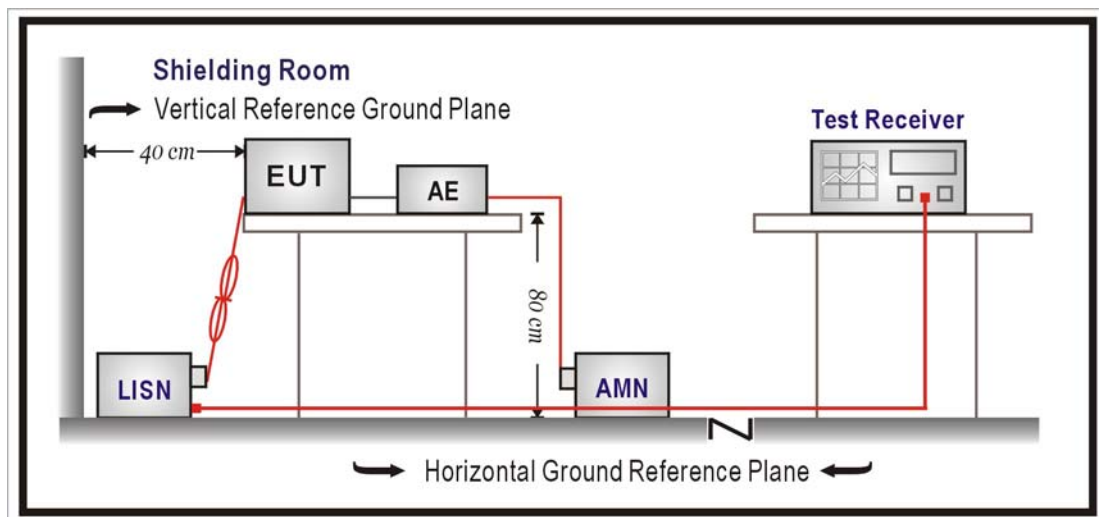 Shielding Room
Vertical Reference Ground Plane
40 cm
EUT
AE
Test Receiver
80 cm
LISN
AMN
Horizontal Ground Reference Plane